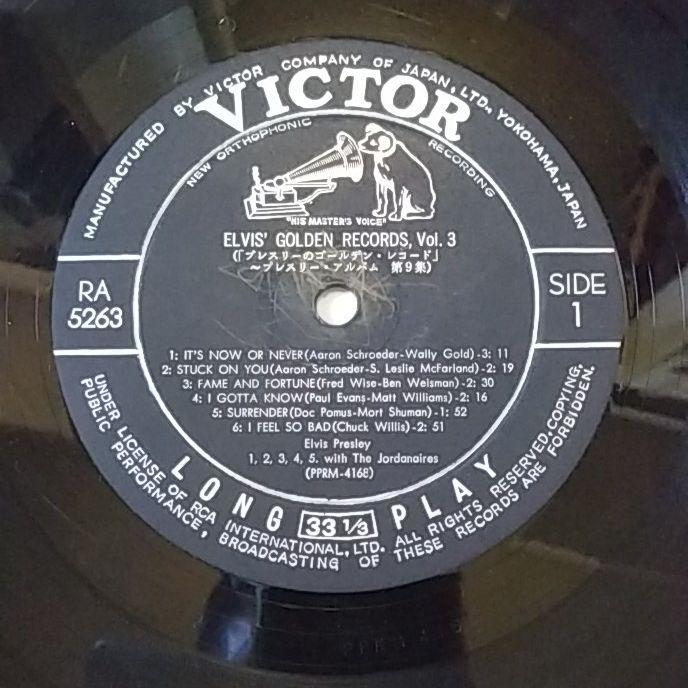 MANUFACTURED BY VICTOR COMPANY OF JAPAN, LTD., YOKOHAMA, JAPAN
VICTOR
NEW ORTHOPHONIC RECORDING
"HIS MASTER'S VOICE"
ELVIS' GOLDEN RECORDS, Vol. 3
(「プレスリーのゴールデン・レコード」
〜プレスリー・アルバム 第9集)
RA
5263
SIDE
1
1: IT'S NOW OR NEVER(Aaron Schroeder-Wally Gold)-3: 11
2: STUCK ON YOU(Aaron Schroeder-S. Leslie McFarland)-2: 19
3: FAME AND FORTUNE(Fred Wise-Ben Weisman)-2: 30
4: I GOTTA KNOW(Paul Evans-Matt Williams)-2: 16
5: SURRENDER(Doc Pomus-Mort Shuman)-1: 52
6: I FEEL SO BAD(Chuck Willis)-2: 51
Elvis Presley
1, 2, 3, 4, 5. with The Jordanaires
(PPRM-4168)
LONG 33 1/3 PLAY
UNDER LICENSE OF RCA INTERNATIONAL, LTD. ALL RIGHTS RESERVED, COPYING,
PUBLIC PERFORMANCE, BROADCASTING OF THESE RECORDS ARE FORBIDDEN.